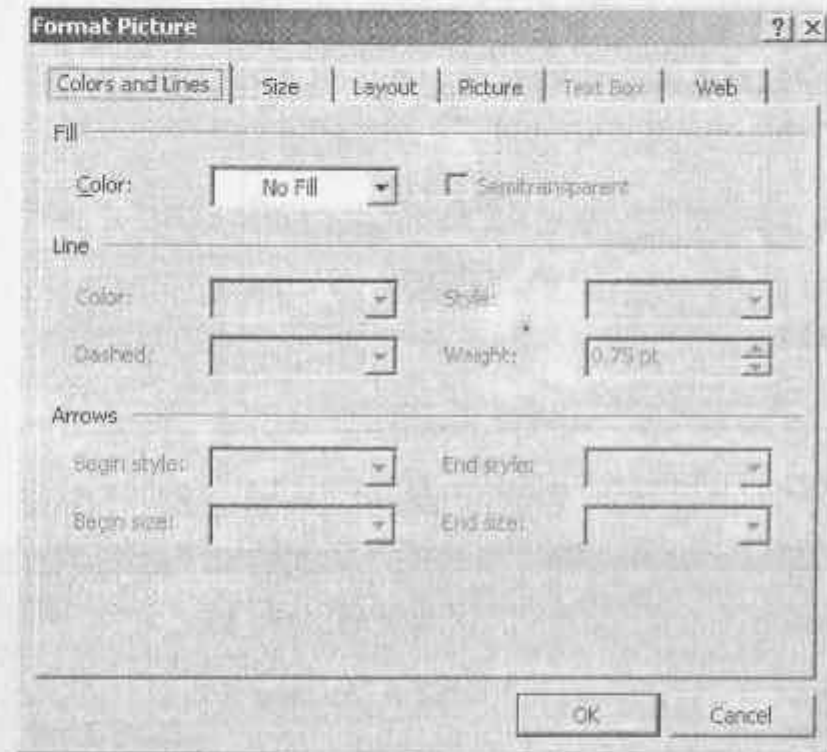 Format Picture ? ×
Colors and Lines Size Layout Picture Text Box Web
Fill
Color: No Fill Semitransparent
Line
Color: Style:
Dashed: Weight: 0.75 pt
Arrows
Begin style: End style:
Begin size: End size:
OK Cancel